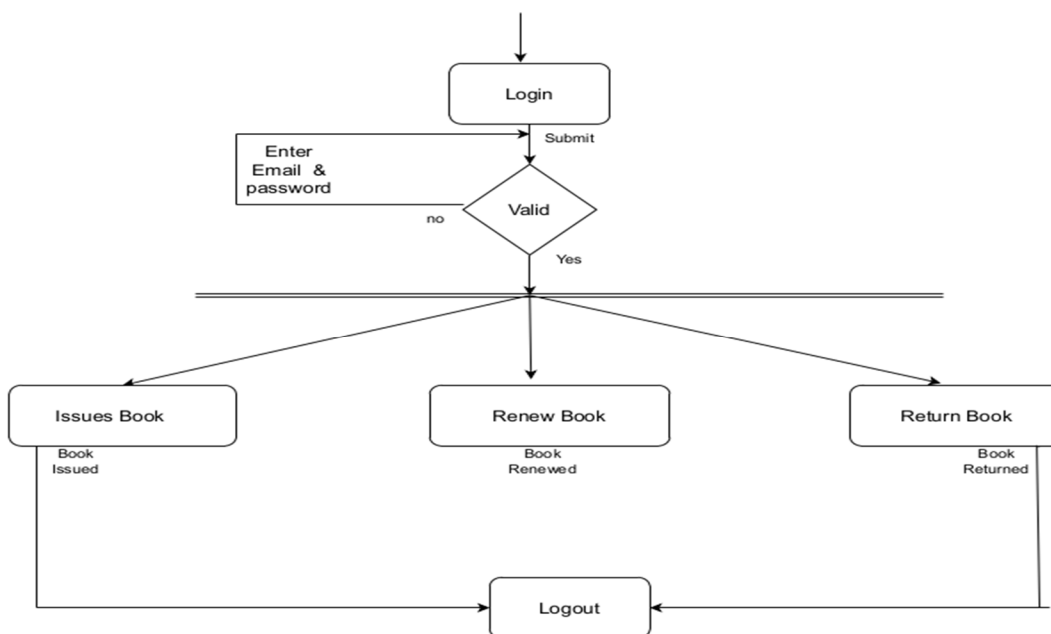 Login
Submit
Enter
Email &
password
no
Valid
Yes
Issues Book
Renew Book
Return Book
Book
Issued
Book
Renewed
Book
Returned
Logout